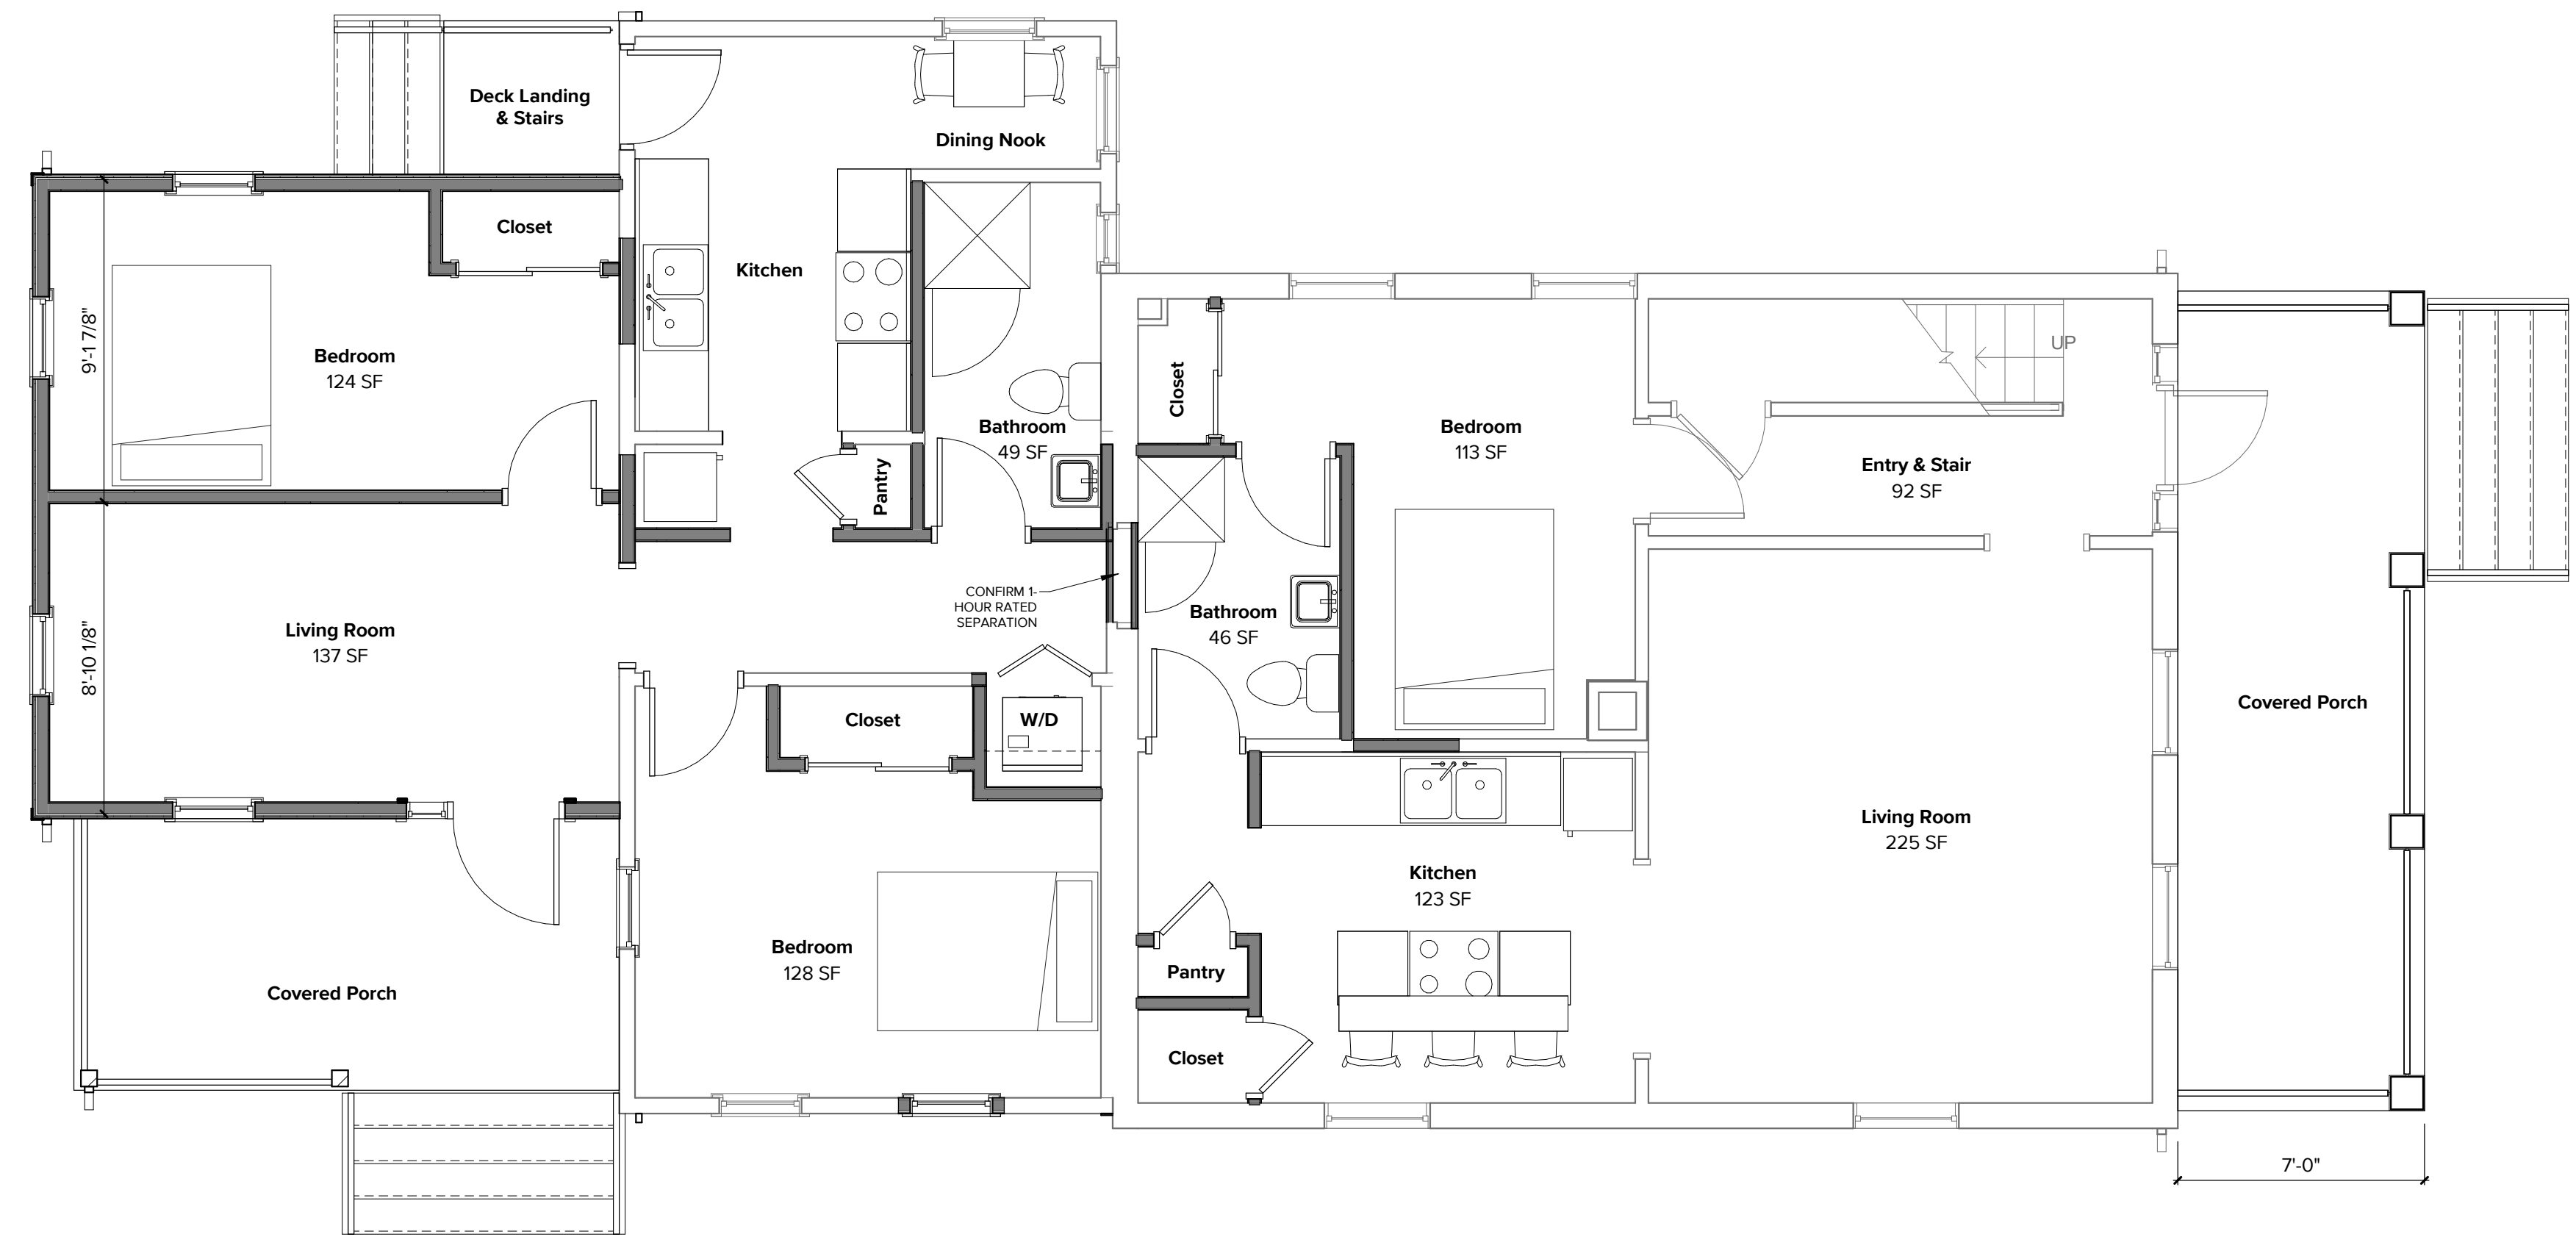 Deck Landing
& Stairs
Dining Nook
Closet
Kitchen
9'-1 7/8"
Bedroom
124 SF
Bathroom
49 SF
Pantry
Closet
Bedroom
113 SF
UP
Entry & Stair
92 SF
CONFIRM 1-
HOUR RATED
SEPARATION
Living Room
137 SF
8'-10 1/8"
Bathroom
46 SF
Closet
W/D
Covered Porch
Living Room
225 SF
Kitchen
123 SF
Bedroom
128 SF
Pantry
Covered Porch
Closet
7'-0"